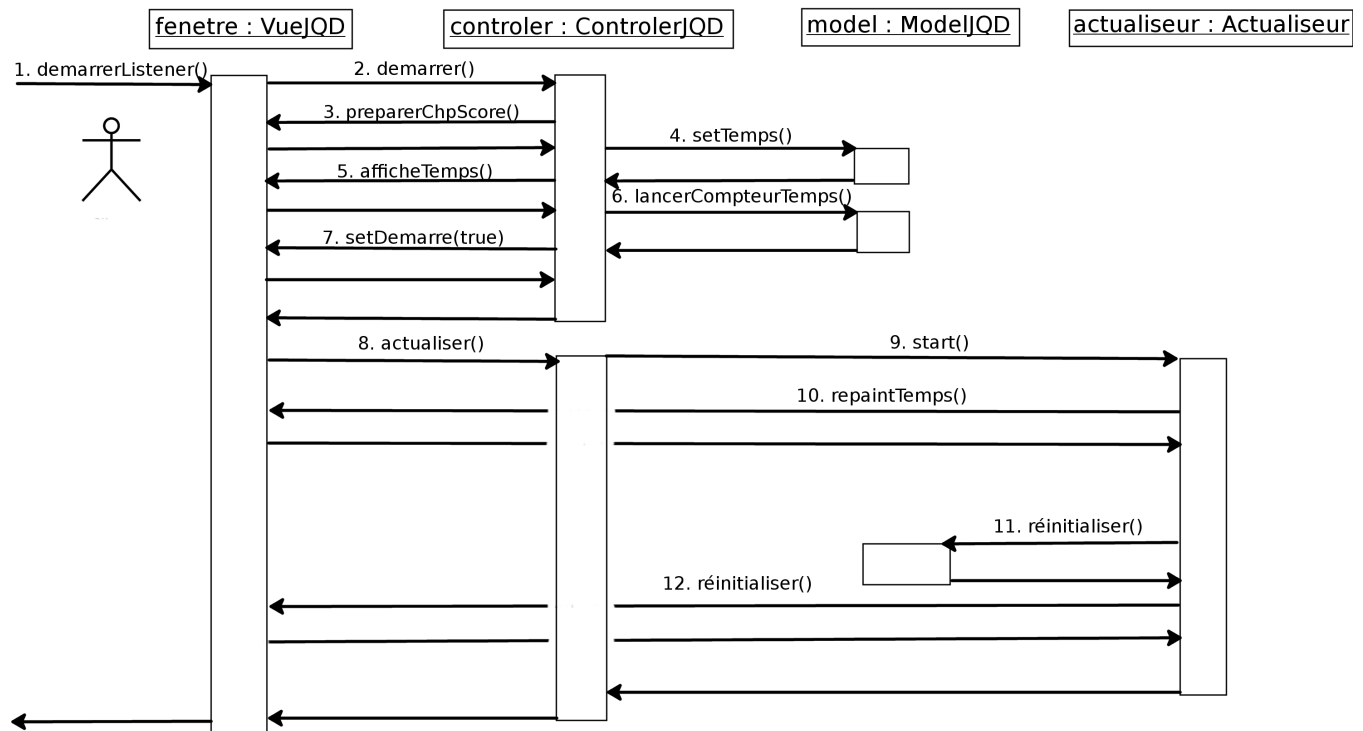 fenetre : VueJQD
controler : ControlerJQD
model : ModelJQD
actualiseur : Actualiseur
1. demarrerListener()
2. demarrer()
3. preparerChpScore()
4. setTemps()
5. afficheTemps()
6. lancerCompteurTemps()
7. setDemarre(true)
8. actualiser()
9. start()
10. repaintTemps()
11. réinitialiser()
12. réinitialiser()